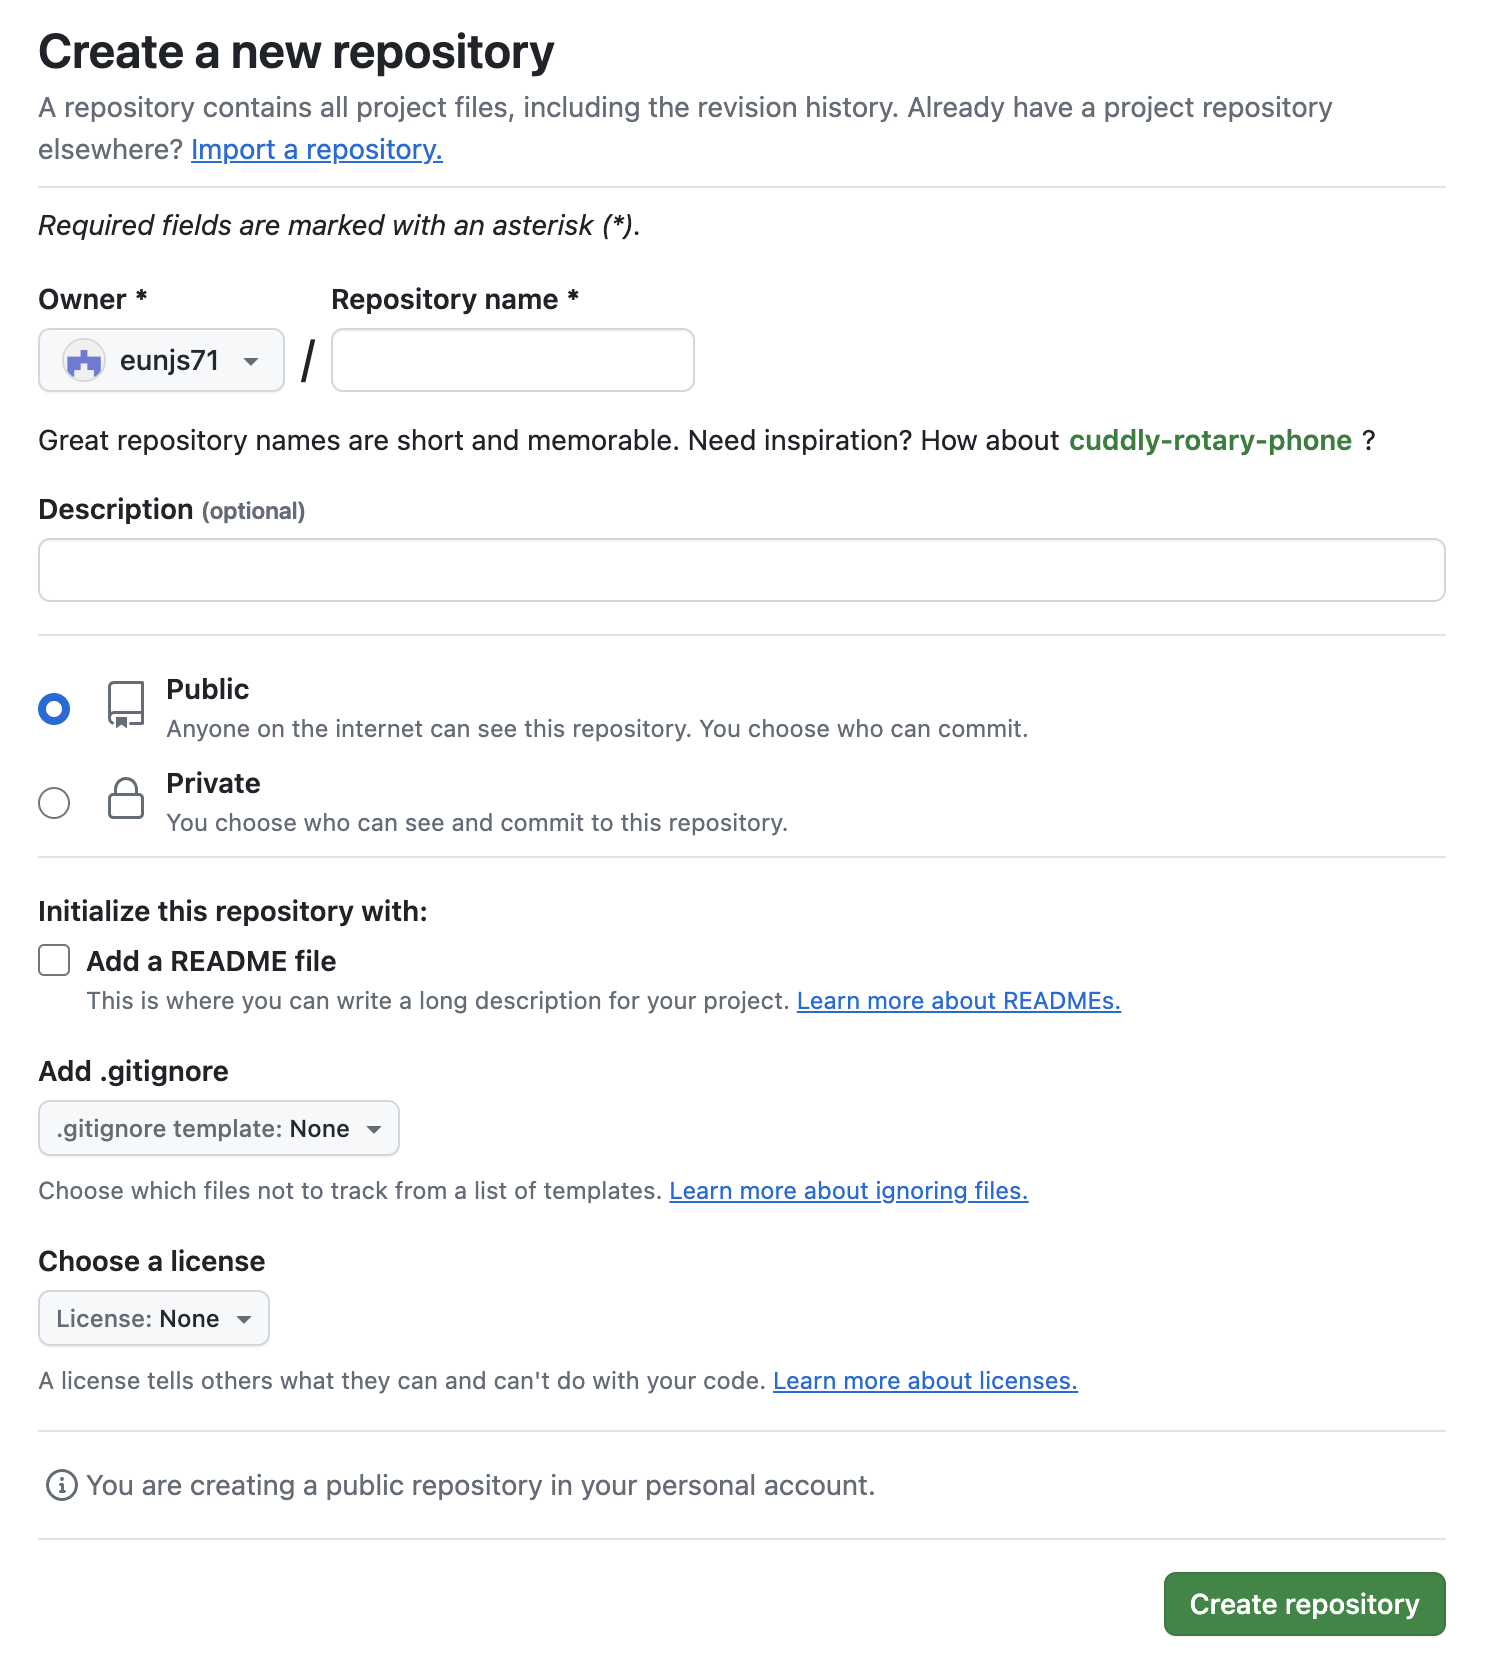 Create a new repository
A repository contains all project files, including the revision history. Already have a project repository
elsewhere? Import a repository.
Required fields are marked with an asterisk (*).
Owner * Repository name *
eunjs71 /
Great repository names are short and memorable. Need inspiration? How about cuddly-rotary-phone ?
Description (optional)
Public
Anyone on the internet can see this repository. You choose who can commit.
Private
You choose who can see and commit to this repository.
Initialize this repository with:
Add a README file
This is where you can write a long description for your project. Learn more about READMEs.
Add .gitignore
.gitignore template: None
Choose which files not to track from a list of templates. Learn more about ignoring files.
Choose a license
License: None
A license tells others what they can and can't do with your code. Learn more about licenses.
You are creating a public repository in your personal account.
Create repository